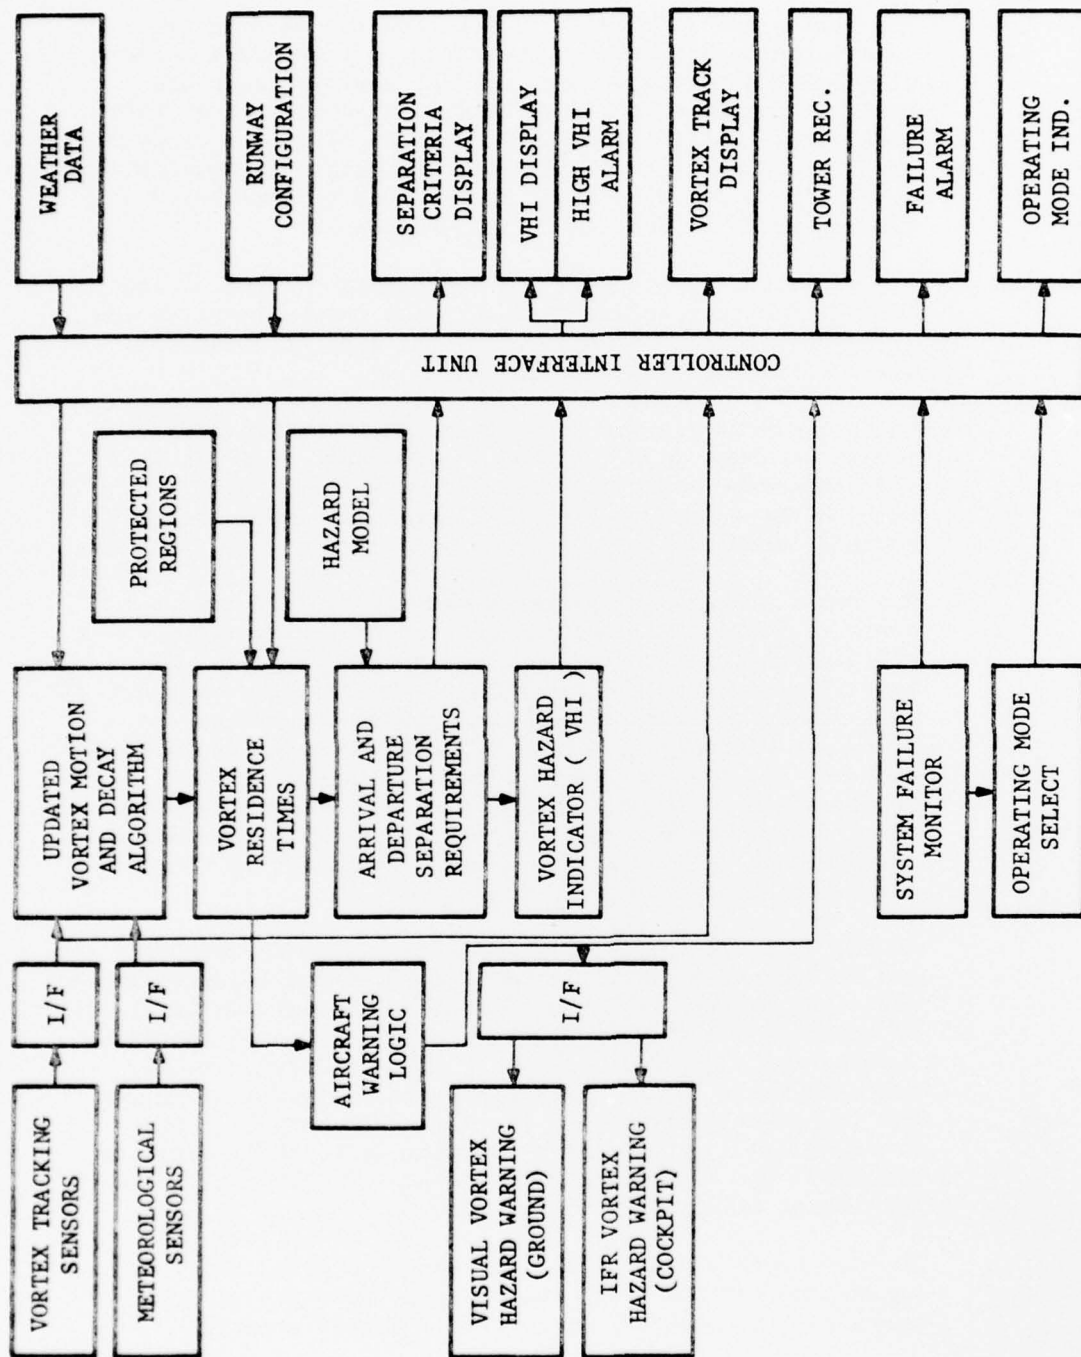 VORTEX TRACKING
SENSORS
METEOROLOGICAL
SENSORS
I/F
I/F
UPDATED
VORTEX MOTION
AND DECAY
ALGORITHM
WEATHER
DATA
PROTECTED
REGIONS
VORTEX
RESIDENCE
TIMES
RUNWAY
CONFIGURATION
HAZARD
MODEL
AIRCRAFT
WARNING
LOGIC
ARRIVAL AND
DEPARTURE
SEPARATION
REQUIREMENTS
SEPARATION
CRITERIA
DISPLAY
VISUAL VORTEX
HAZARD WARNING
(GROUND)
I/F
VORTEX HAZARD
INDICATOR ( VHI )
CONTROLLER INTERFACE UNIT
VHI DISPLAY
HIGH VHI
ALARM
IFR VORTEX
HAZARD WARNING
(COCKPIT)
VORTEX TRACK
DISPLAY
TOWER REC.
SYSTEM FAILURE
MONITOR
FAILURE
ALARM
OPERATING MODE
SELECT
OPERATING
MODE IND.